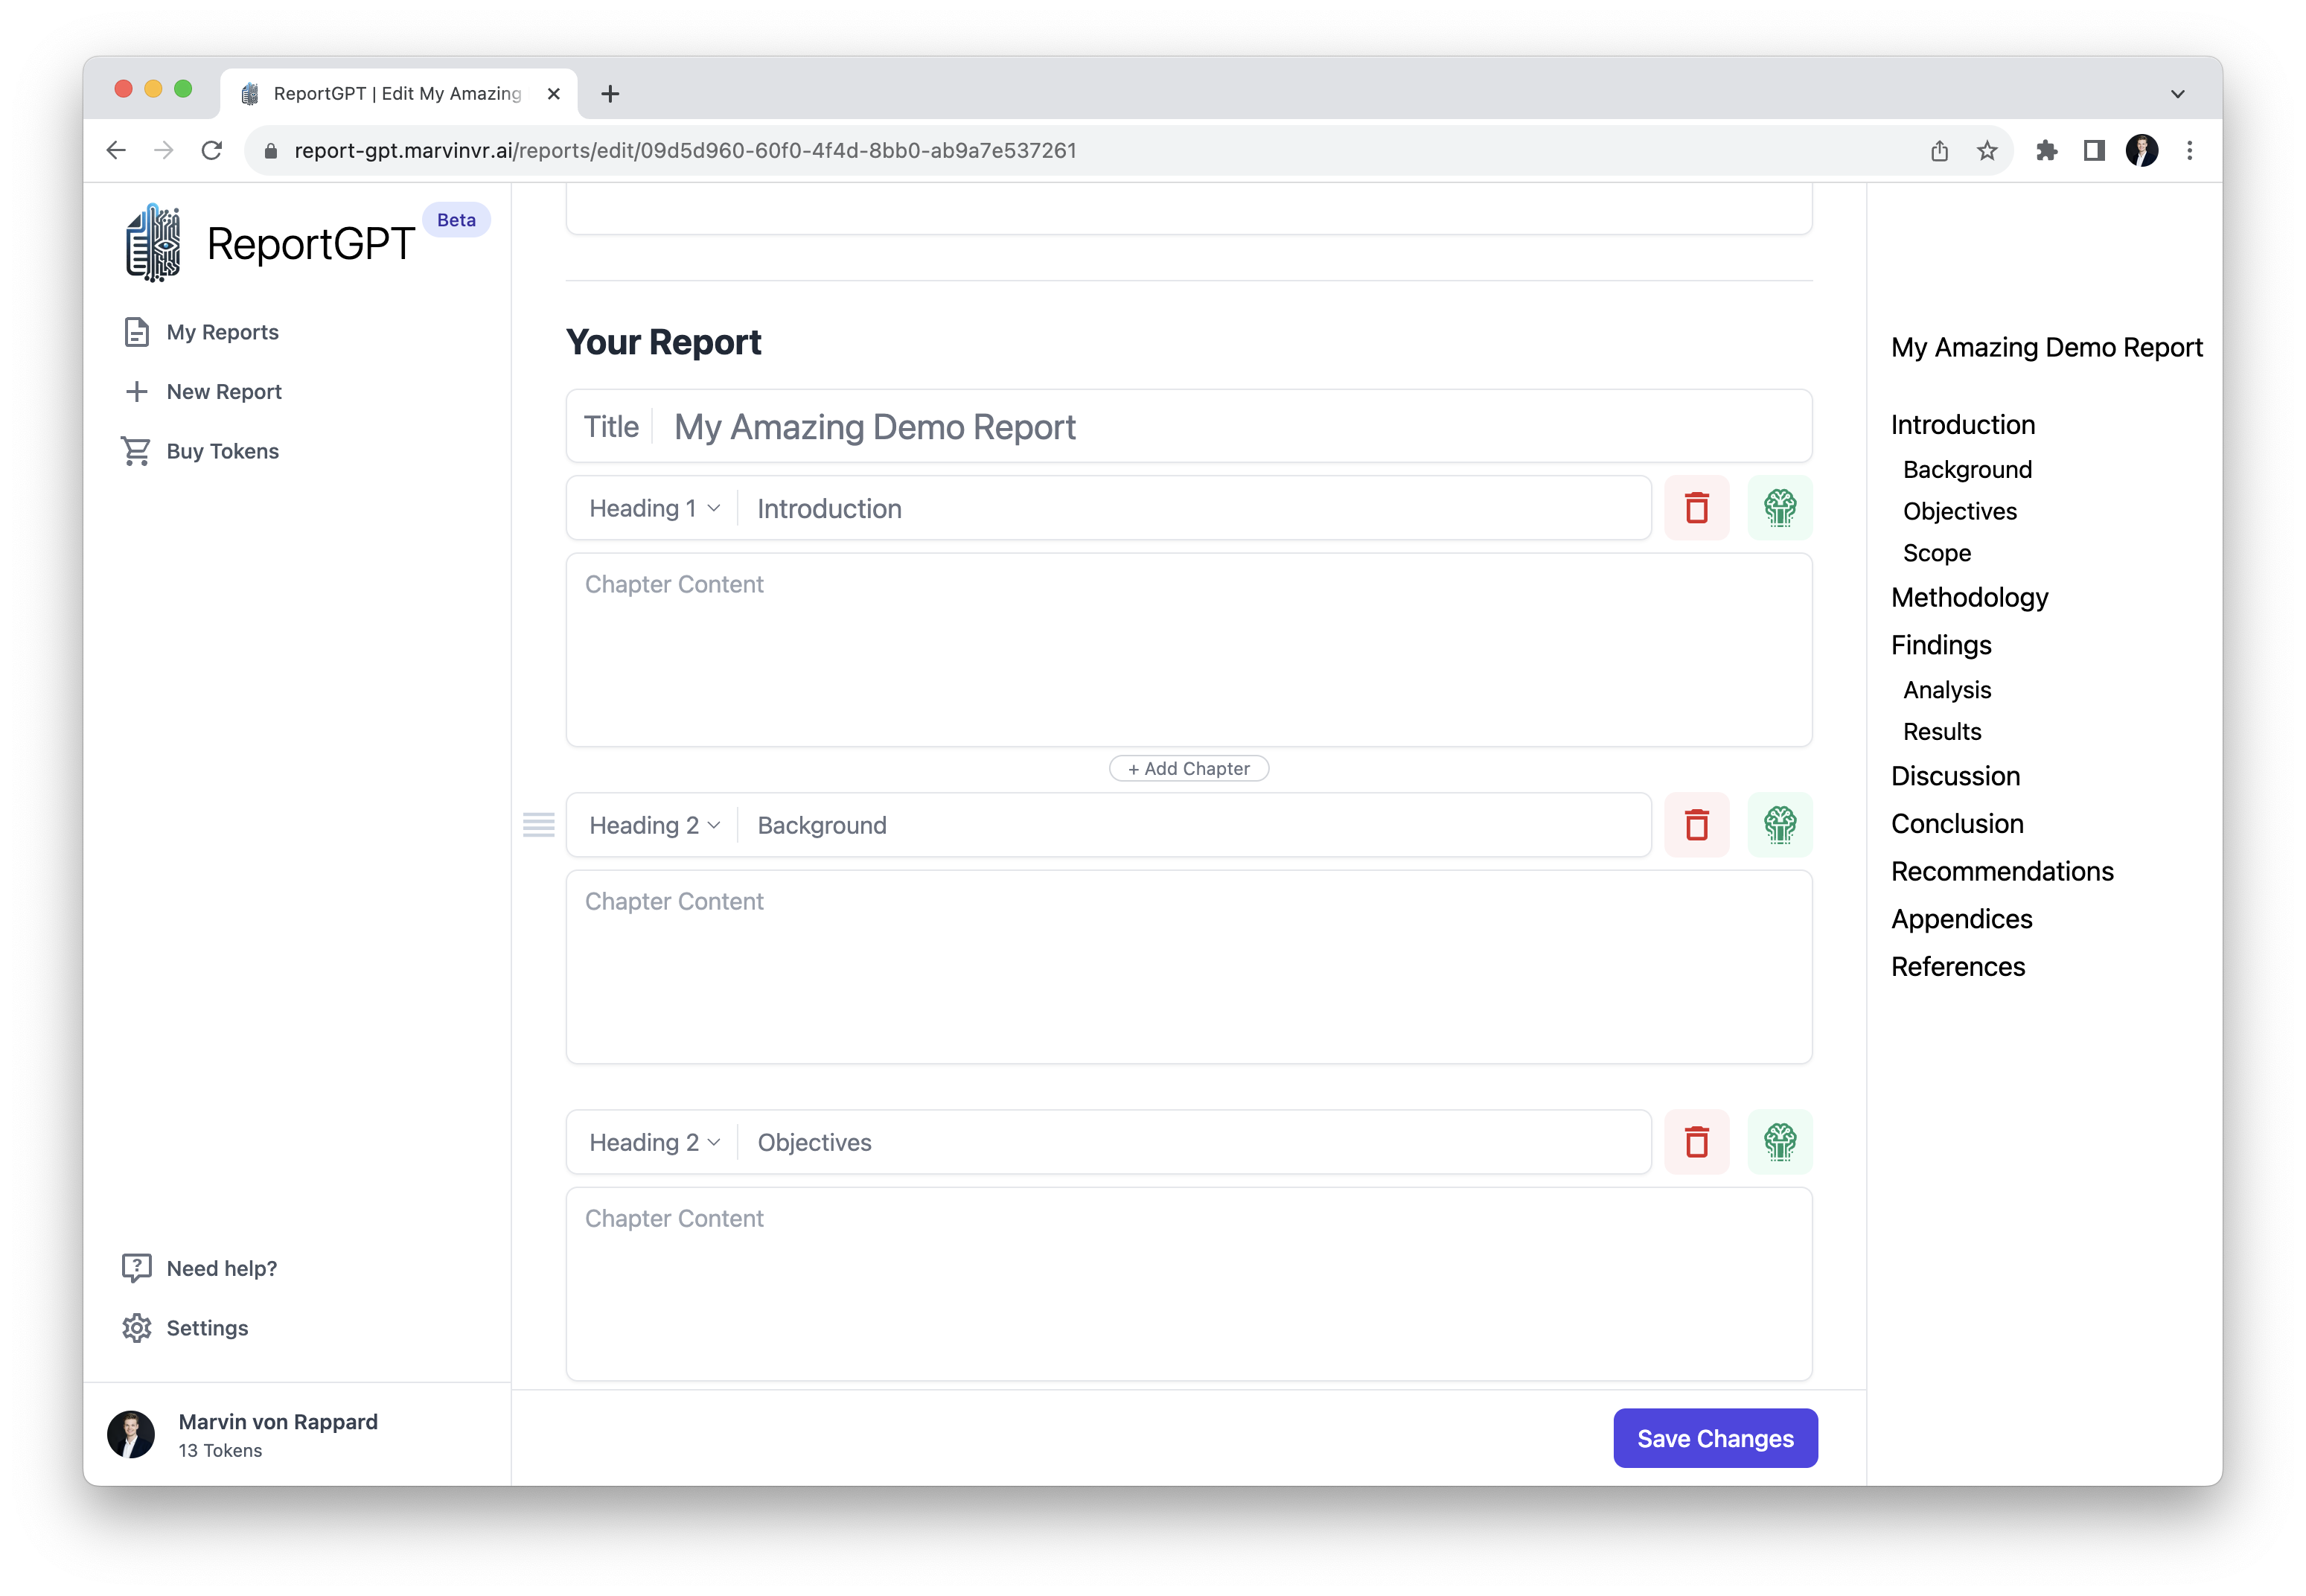 ReportGPT | Edit My Amazing
report-gpt.marvinvr.ai/reports/edit/09d5d960-60f0-4f4d-8bb0-ab9a7e537261
ReportGPT
Beta
My Reports
New Report
Buy Tokens
Need help?
Settings
Marvin von Rappard
13 Tokens
Your Report
Title My Amazing Demo Report
Heading 1 Introduction
Chapter Content
+ Add Chapter
Heading 2 Background
Chapter Content
Heading 2 Objectives
Chapter Content
Save Changes
My Amazing Demo Report
Introduction
Background
Objectives
Scope
Methodology
Findings
Analysis
Results
Discussion
Conclusion
Recommendations
Appendices
References